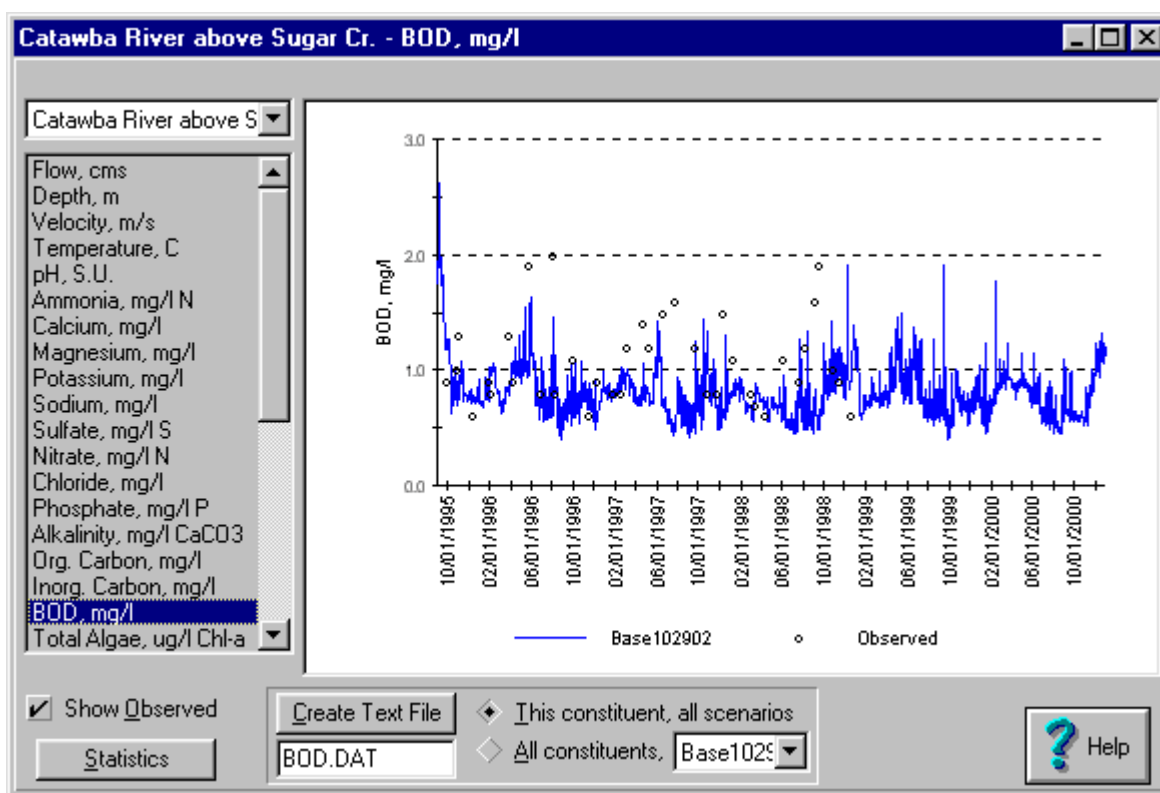 Catawba River above Sugar Cr. - BOD, mg/l
Catawba River above S
Flow, cms
Depth, m
Velocity, m/s
Temperature, C
pH, S.U.
Ammonia, mg/l N
Calcium, mg/l
Magnesium, mg/l
Potassium, mg/l
Sodium, mg/l
Sulfate, mg/l S
Nitrate, mg/l N
Chloride, mg/l
Phosphate, mg/l P
Alkalinity, mg/l CaCO3
Org. Carbon, mg/l
Inorg. Carbon, mg/l
BOD, mg/l
Total Algae, ug/l Chl-a
BOD, mg/l
3.0
2.0
1.0
0.0
10/01/1995
02/01/1996
06/01/1996
10/01/1996
02/01/1997
06/01/1997
10/01/1997
02/01/1998
06/01/1998
10/01/1998
02/01/1999
06/01/1999
10/01/1999
02/01/2000
06/01/2000
10/01/2000
Base102902
Observed
Show Observed
Statistics
Create Text File
BOD.DAT
This constituent, all scenarios
All constituents,
Base1029
? Help